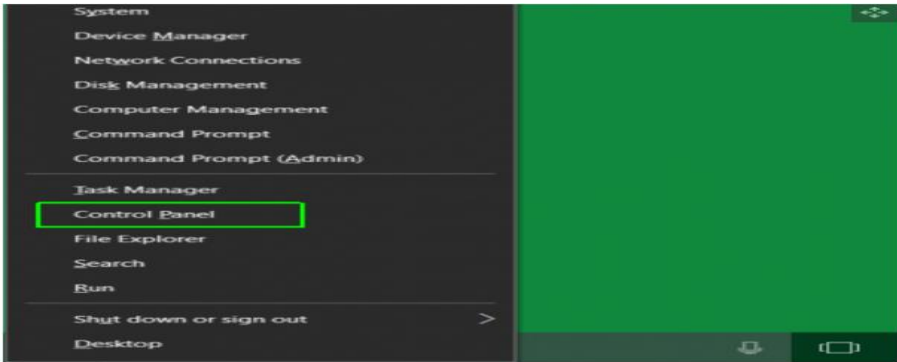 System
Device Manager
Network Connections
Disk Management
Computer Management
Command Prompt
Command Prompt (Admin)
Task Manager
Control Panel
File Explorer
Search
Run
Shut down or sign out
Desktop